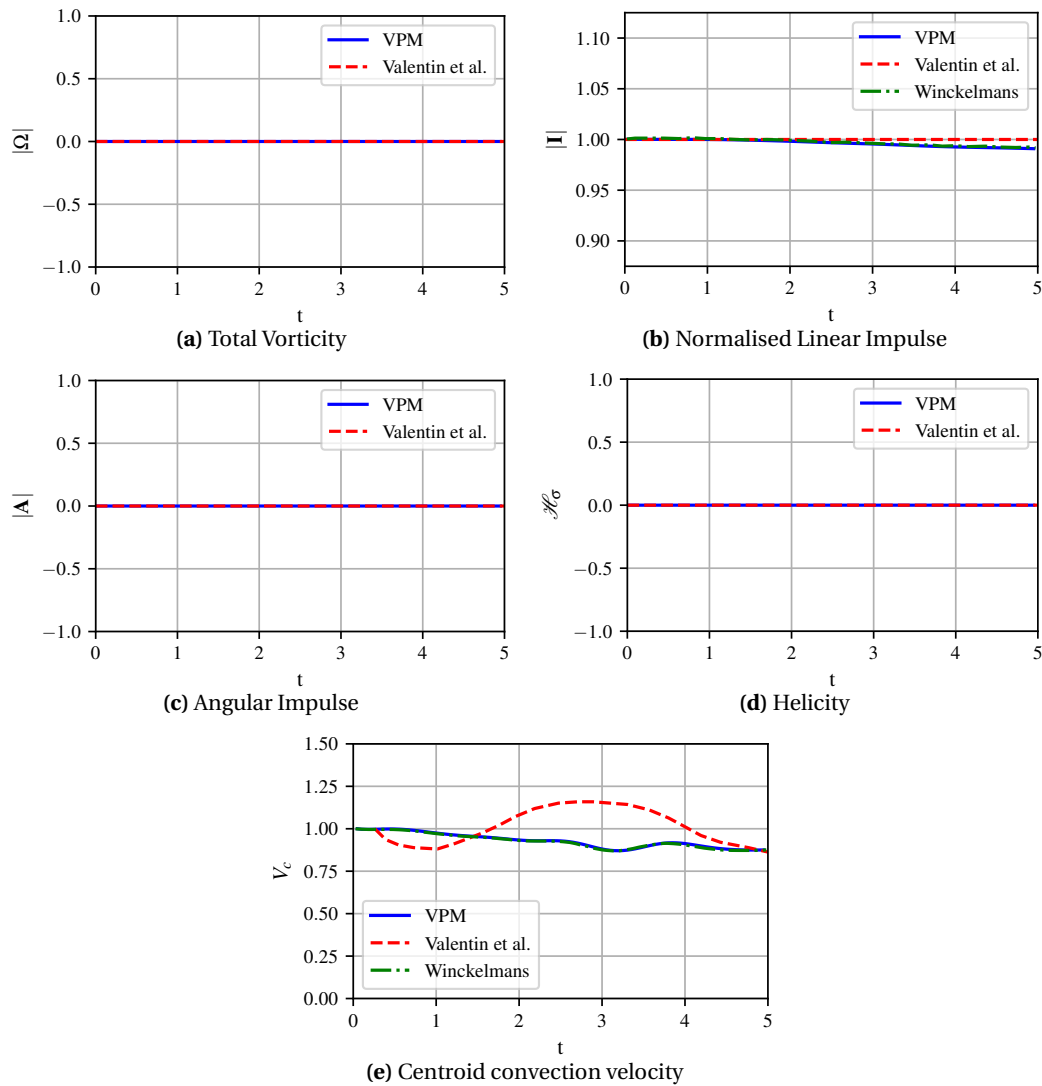 1.0
0.5
0.0
−0.5
−1.0
|Ω|
VPM
Valentin et al.
0 1 2 3 4 5
t
(a) Total Vorticity
1.10
1.05
1.00
0.95
0.90
|I|
VPM
Valentin et al.
Winckelmans
0 1 2 3 4 5
t
(b) Normalised Linear Impulse
1.0
0.5
0.0
−0.5
−1.0
|A|
VPM
Valentin et al.
0 1 2 3 4 5
t
(c) Angular Impulse
1.0
0.5
0.0
−0.5
−1.0
ℋσ
VPM
Valentin et al.
0 1 2 3 4 5
t
(d) Helicity
1.50
1.25
1.00
0.75
0.50
0.25
0.00
V_c
VPM
Valentin et al.
Winckelmans
0 1 2 3 4 5
t
(e) Centroid convection velocity